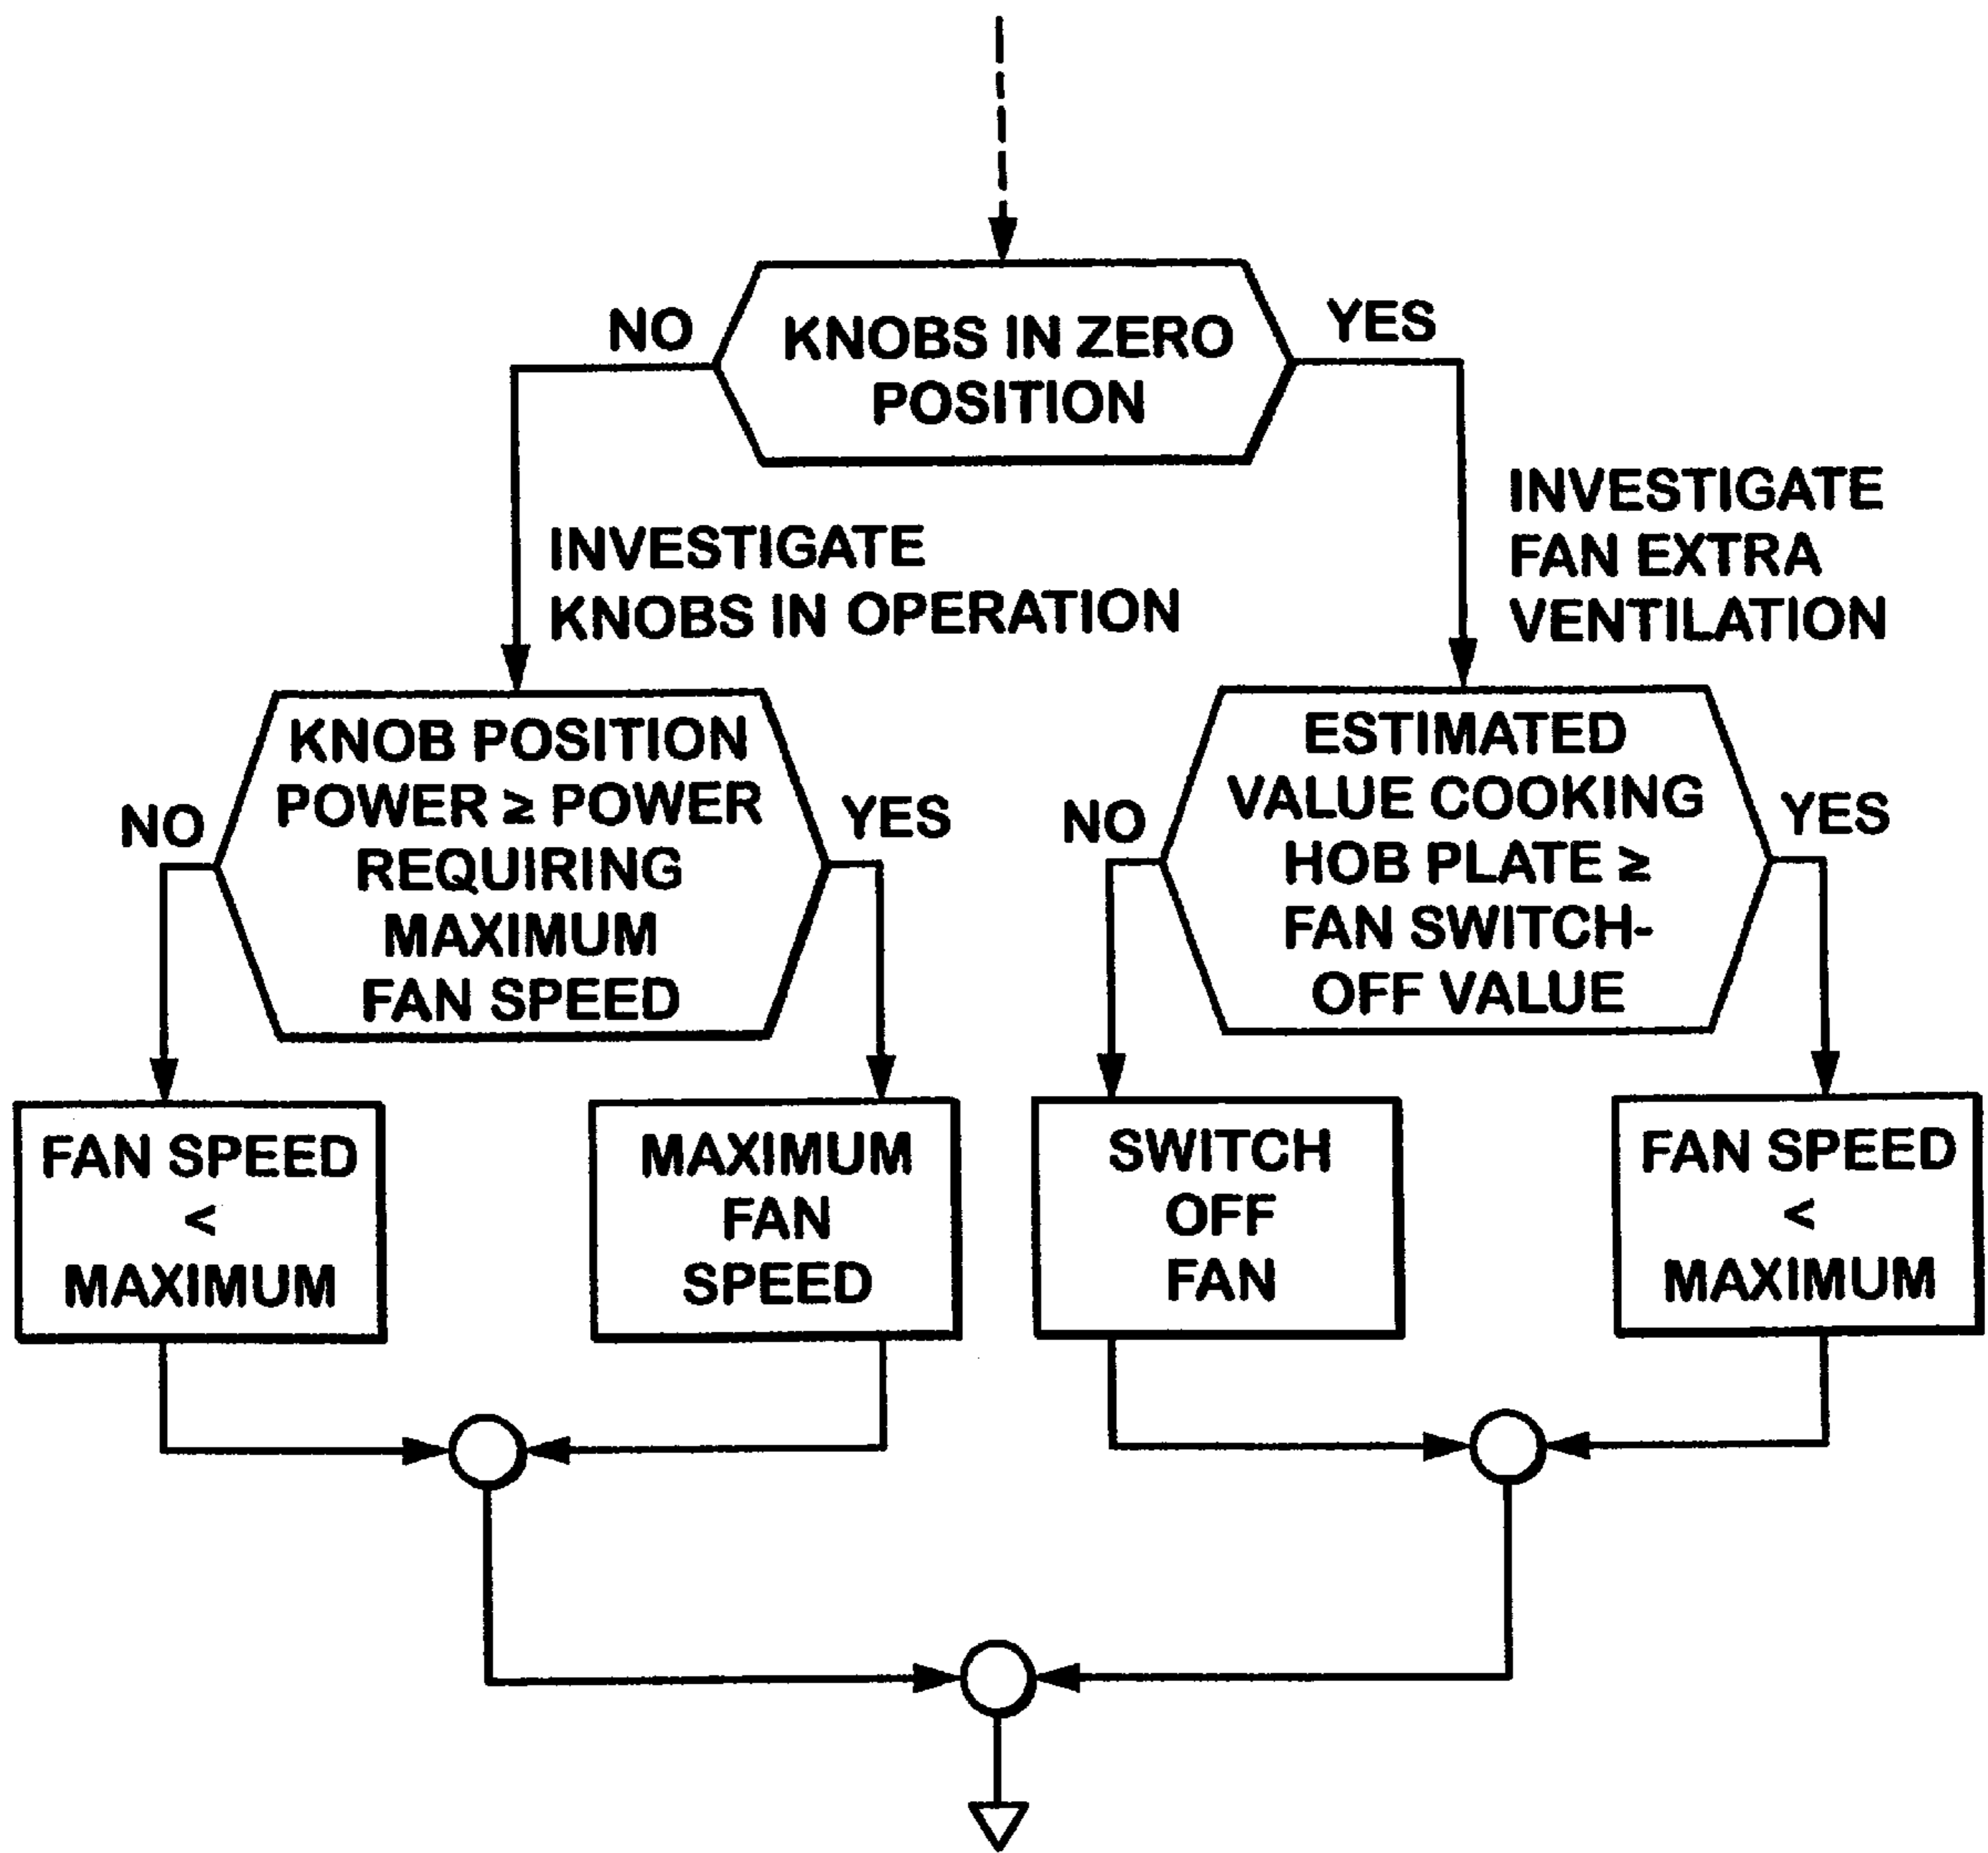 NO
KNOBS IN ZERO
POSITION
YES
INVESTIGATE
KNOBS IN OPERATION
INVESTIGATE
FAN EXTRA
VENTILATION
NO
KNOB POSITION
POWER ≥ POWER
REQUIRING
MAXIMUM
FAN SPEED
YES
NO
ESTIMATED
VALUE COOKING
HOB PLATE ≥
FAN SWITCH-
OFF VALUE
YES
FAN SPEED
<
MAXIMUM
MAXIMUM
FAN
SPEED
SWITCH
OFF
FAN
FAN SPEED
<
MAXIMUM